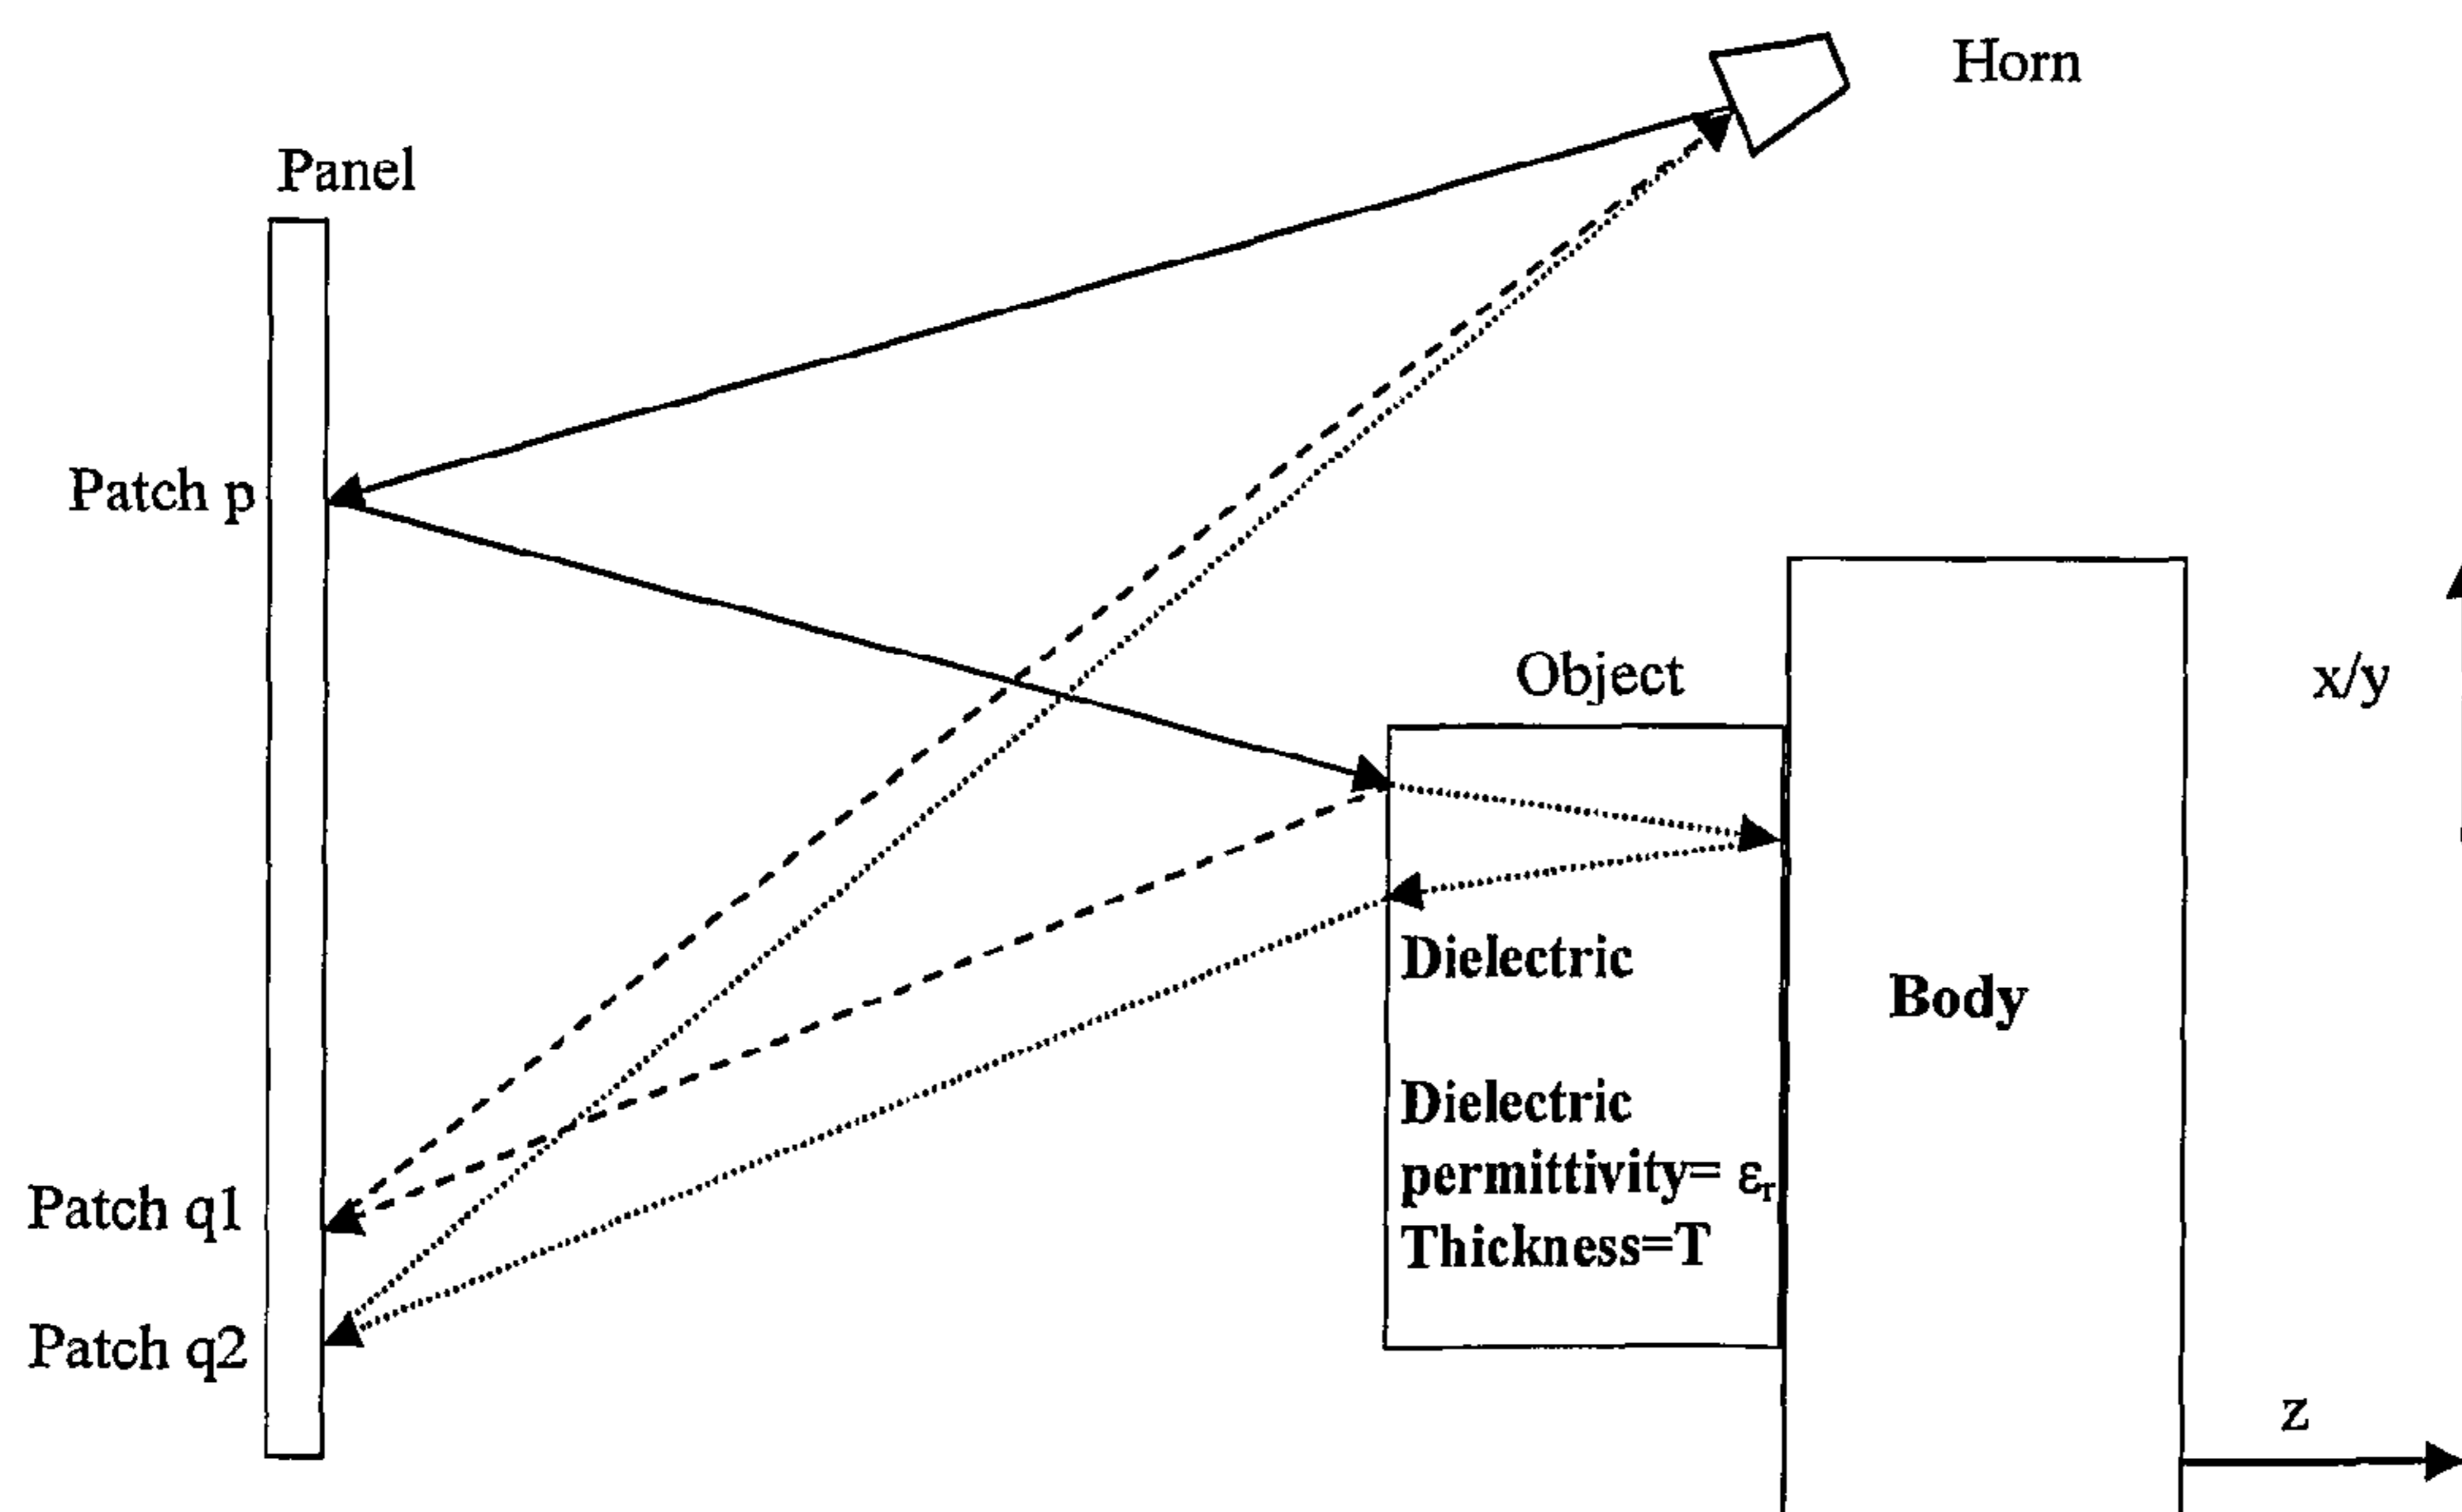 Horn
Panel
Patch p
Object
x/y
Dielectric
Body
Dielectric
permittivity= εr
Thickness=T
Patch q1
Patch q2
z